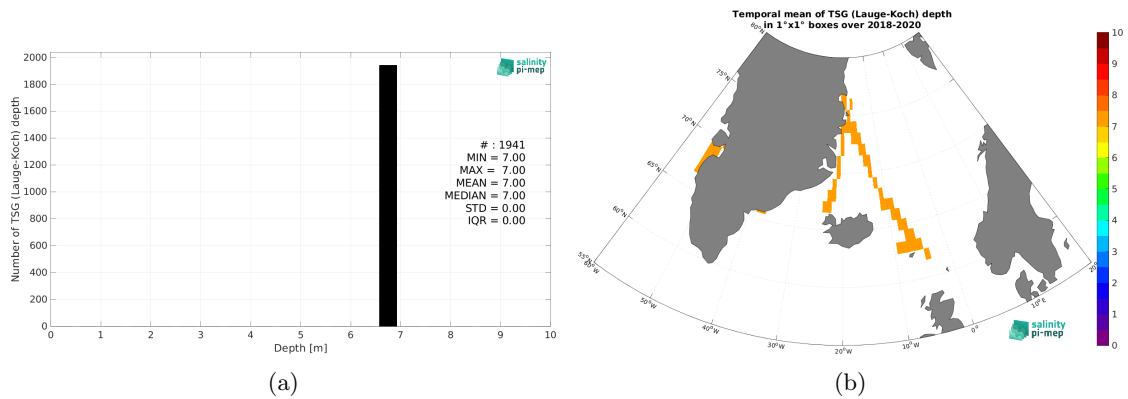 2000
1800
1600
1400
1200
1000
800
600
400
200
0
Number of TSG (Lauge-Koch) depth
0 1 2 3 4 5 6 7 8 9 10
Depth [m]
salinity
pi-mep
# : 1941
MIN = 7.00
MAX = 7.00
MEAN = 7.00
MEDIAN = 7.00
STD = 0.00
IQR = 0.00
(a)
Temporal mean of TSG (Lauge-Koch) depth
in 1°x1° boxes over 2018-2020
80°N
75°N
70°N
65°N
60°N
55°N
60°W
50°W
40°W
30°W
20°W
10°W
0°
10°E
20°
salinity
pi-mep
10
9
8
7
6
5
4
3
2
1
0
(b)